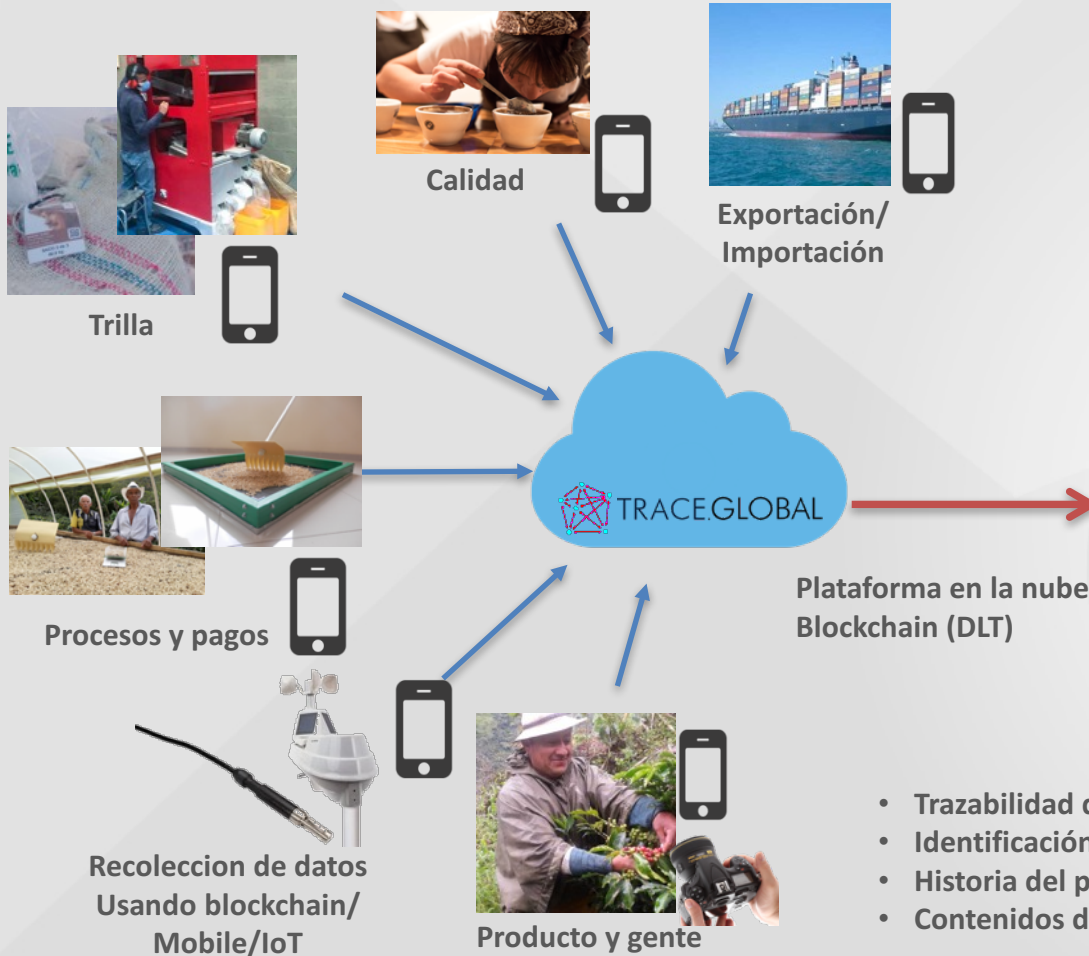 Calidad
Exportación/
Importación
Trilla
TRACE.GLOBAL
Plataforma en la nube
Blockchain (DLT)
Procesos y pagos
Recoleccion de datos
Usando blockchain/
Mobile/IoT
Producto y gente
• Trazabilidad
• Identificación
• Historia del
• Contenidos